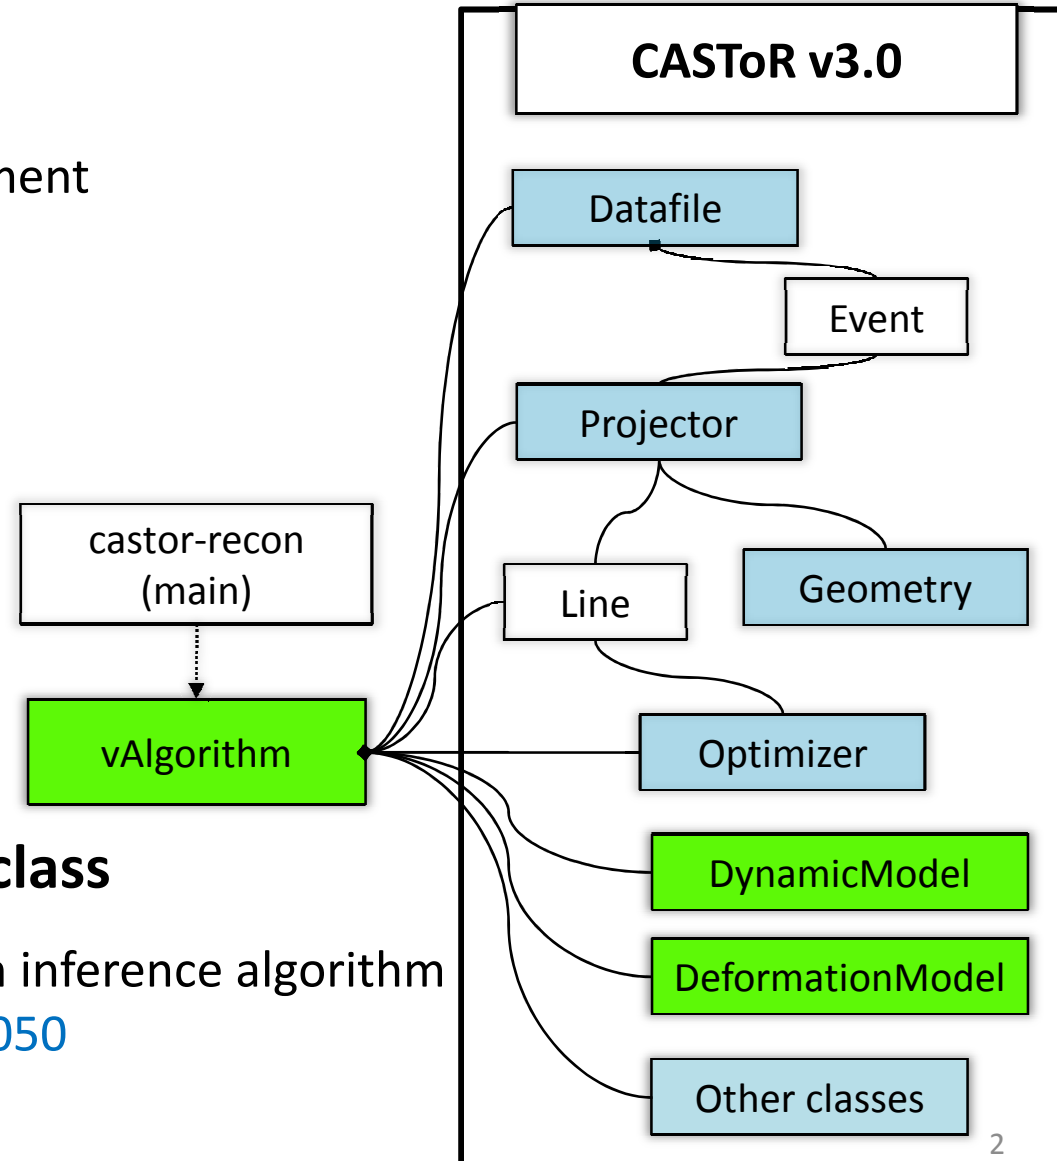 CASToR v3.0
Datafile
Event
Projector
castor-recon
(main)
Line
Geometry
vAlgorithm
Optimizer
class
DynamicModel
inference algorithm
DeformationModel
050
Other classes
2